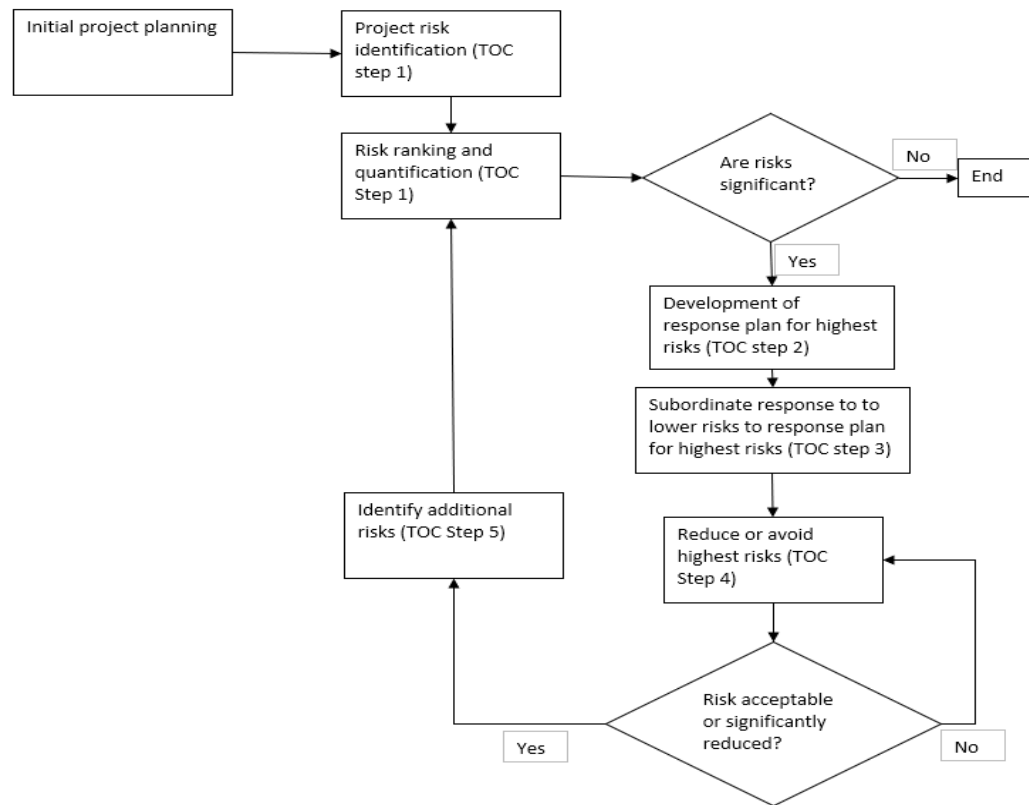 Initial project planning
Project risk
identification (TOC
step 1)
Risk ranking and
quantification (TOC
Step 1)
Are risks
significant?
No
End
Yes
Development of
response plan for highest
risks (TOC step 2)
Subordinate response to to
lower risks to response plan
for highest risks (TOC step 3)
Identify additional
risks (TOC Step 5)
Reduce or avoid
highest risks (TOC
Step 4)
Risk acceptable
or significantly
reduced?
Yes
No